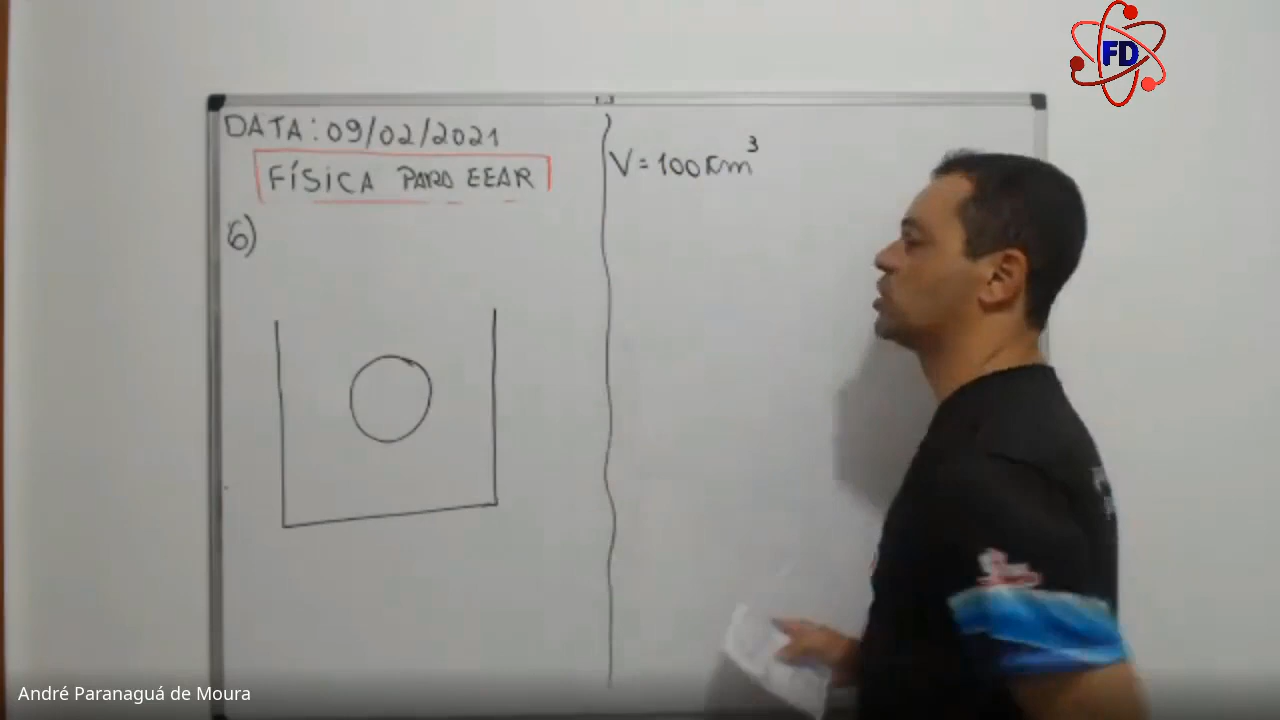 FD
DATA: 09/02/2021
FÍSICA PARA EEAR
6)
V = 100 Km³
André Paranaguá de Moura